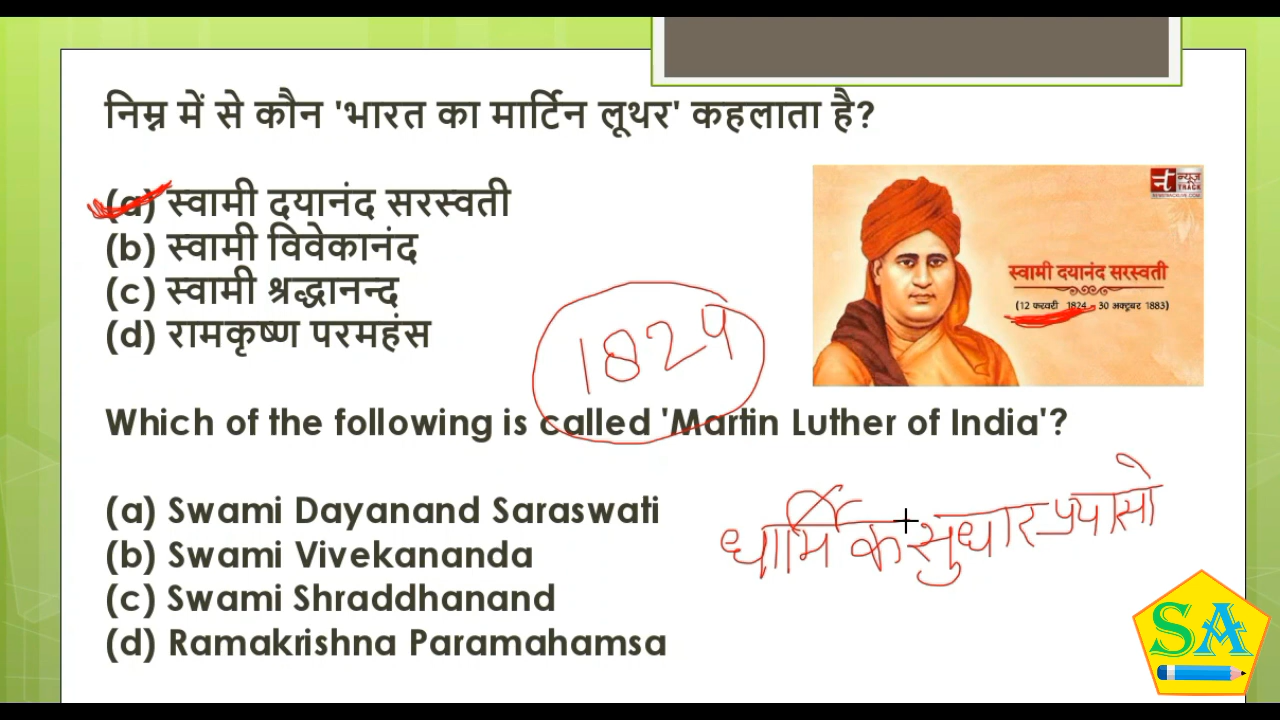 निम्न में से कौन 'भारत का मार्टिन लूथर' कहलाता है?
(a) स्वामी दयानंद सरस्वती
(b) स्वामी विवेकानंद
(c) स्वामी श्रद्धानन्द
(d) रामकृष्ण परमहंस
न्यूज़
TRACK
स्वामी दयानंद सरस्वती
(12 फरवरी 1824 - 30 अक्टूबर 1883)
1824
Which of the following is called 'Martin Luther of India'?
(a) Swami Dayanand Saraswati
(b) Swami Vivekananda
(c) Swami Shraddhanand
(d) Ramakrishna Paramahamsa
धार्मिक सुधार प्रयासो
SA